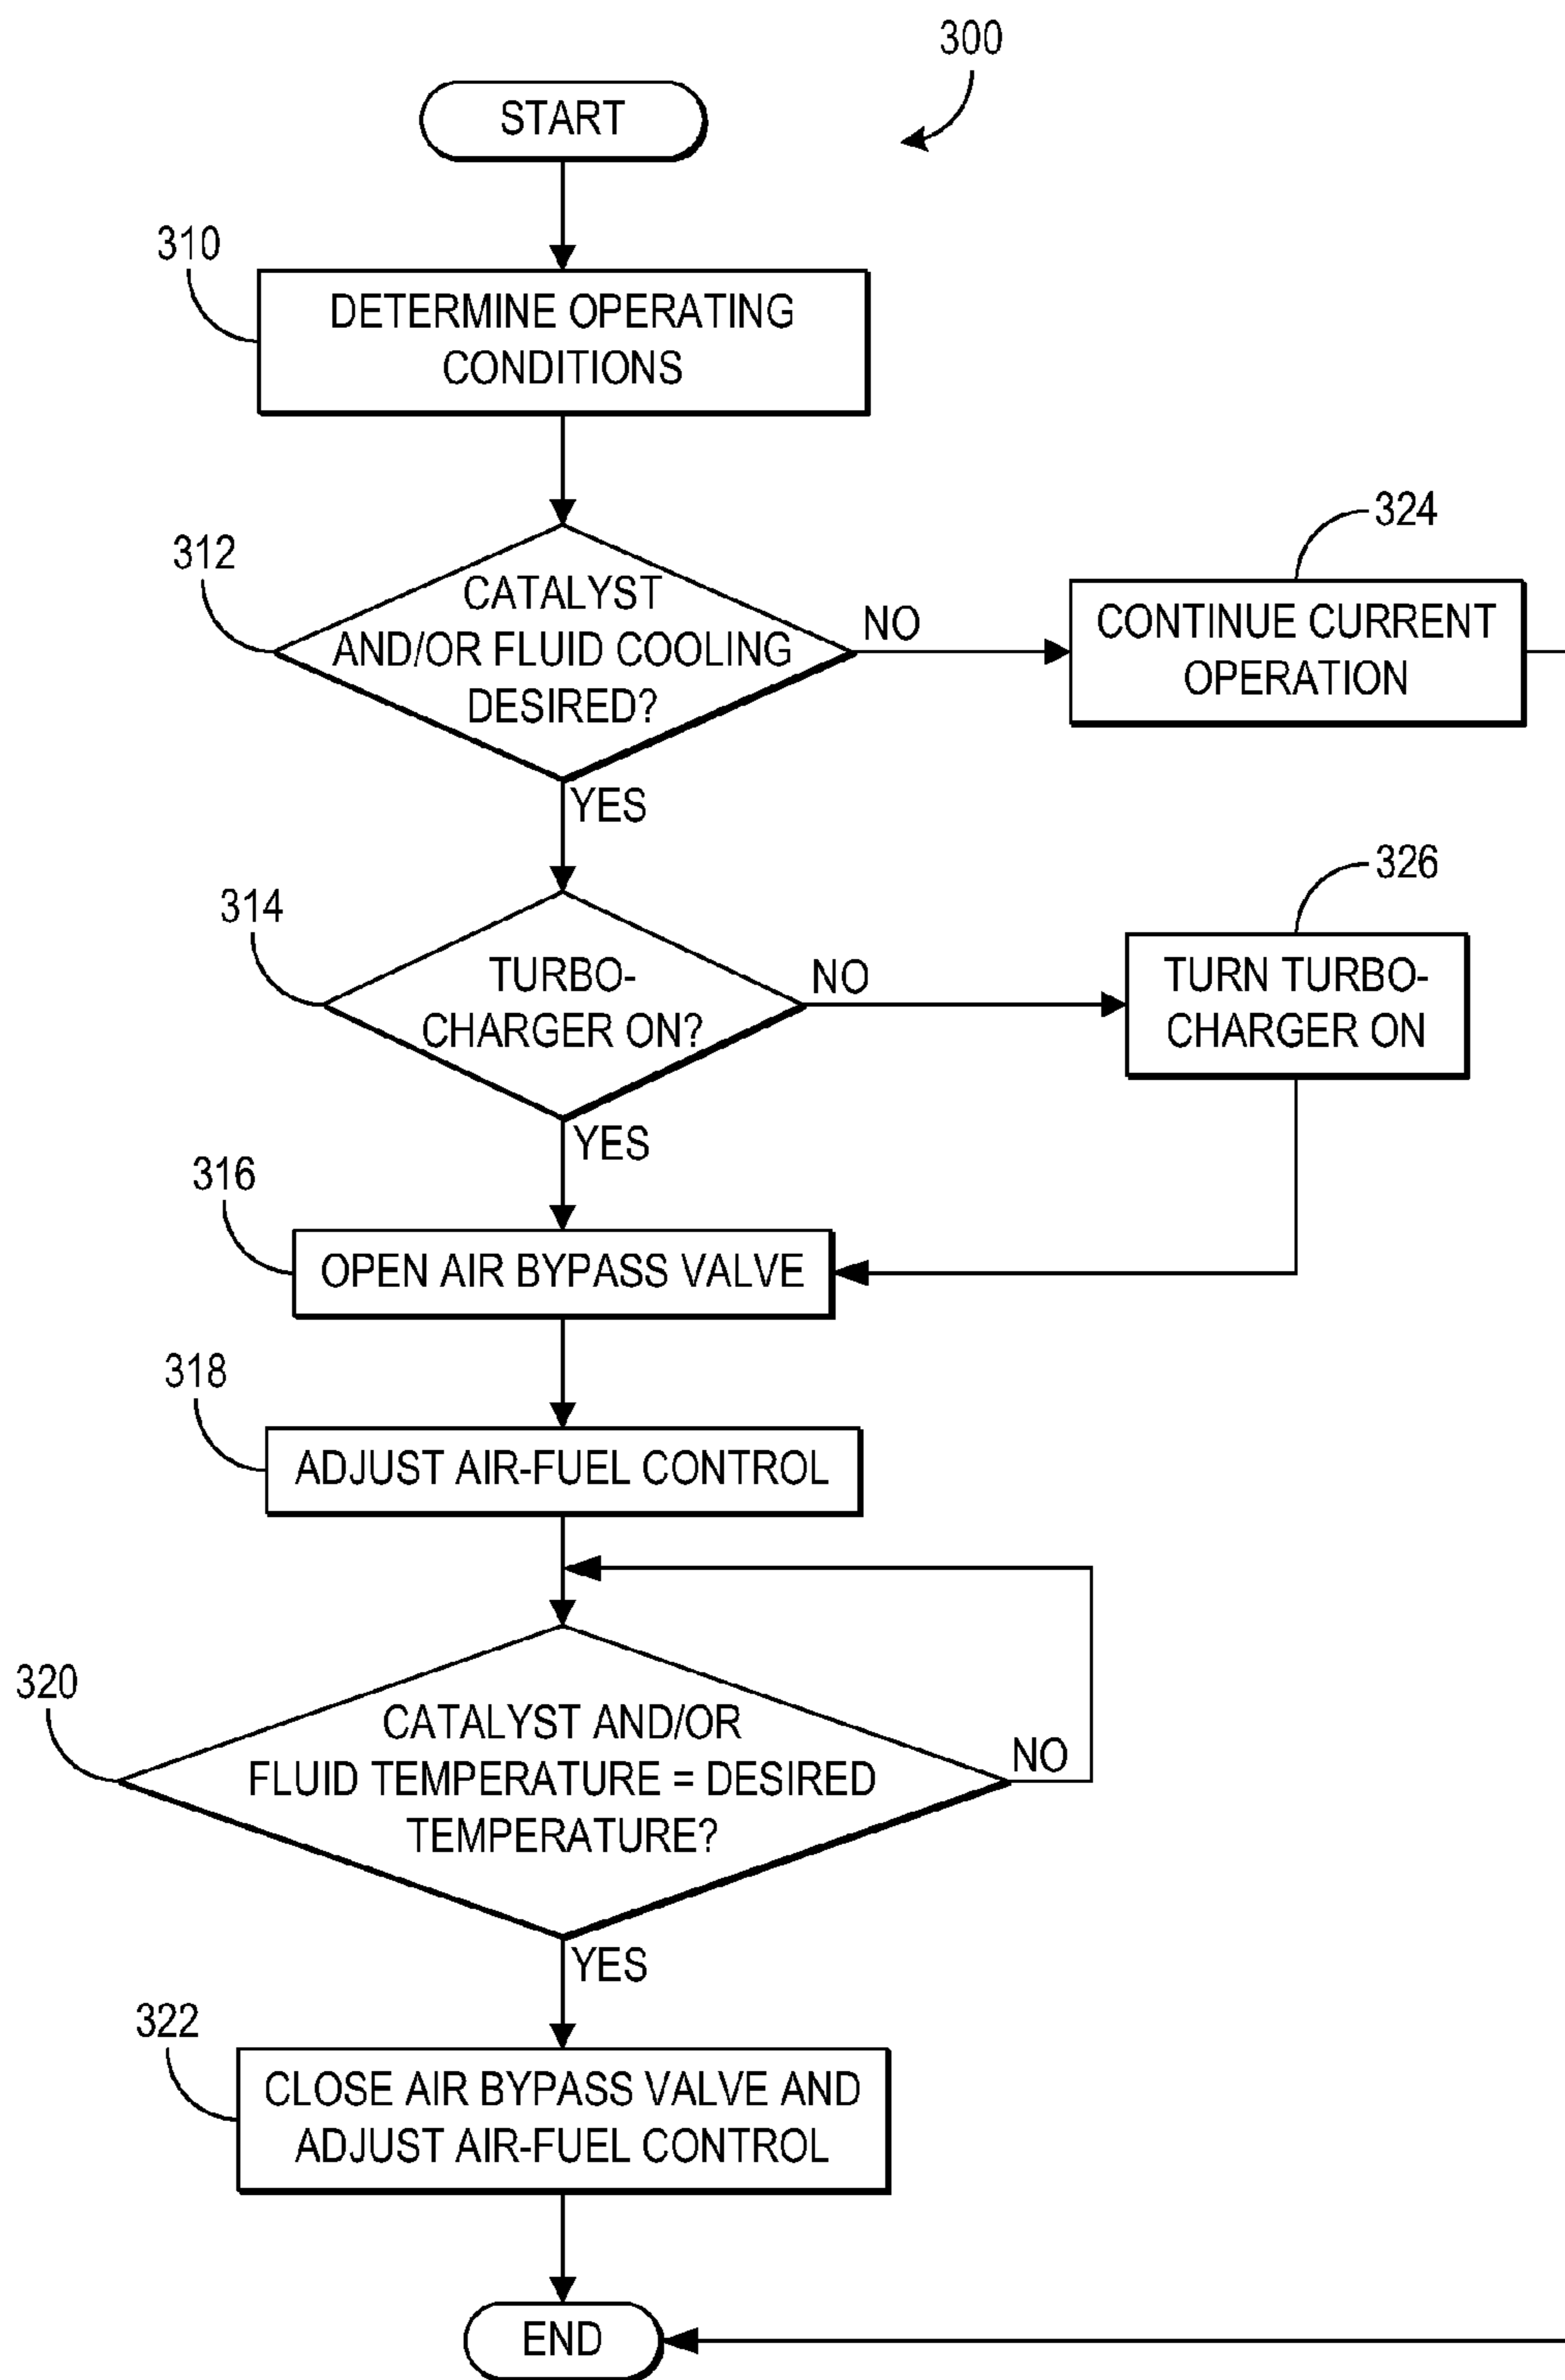 300
START
310
DETERMINE OPERATING
CONDITIONS
312
CATALYST
AND/OR FLUID COOLING
DESIRED?
NO
324
CONTINUE CURRENT
OPERATION
YES
314
TURBO-
CHARGER ON?
NO
326
TURN TURBO-
CHARGER ON
YES
316
OPEN AIR BYPASS VALVE
318
ADJUST AIR-FUEL CONTROL
320
CATALYST AND/OR
FLUID TEMPERATURE = DESIRED
TEMPERATURE?
NO
YES
322
CLOSE AIR BYPASS VALVE AND
ADJUST AIR-FUEL CONTROL
END